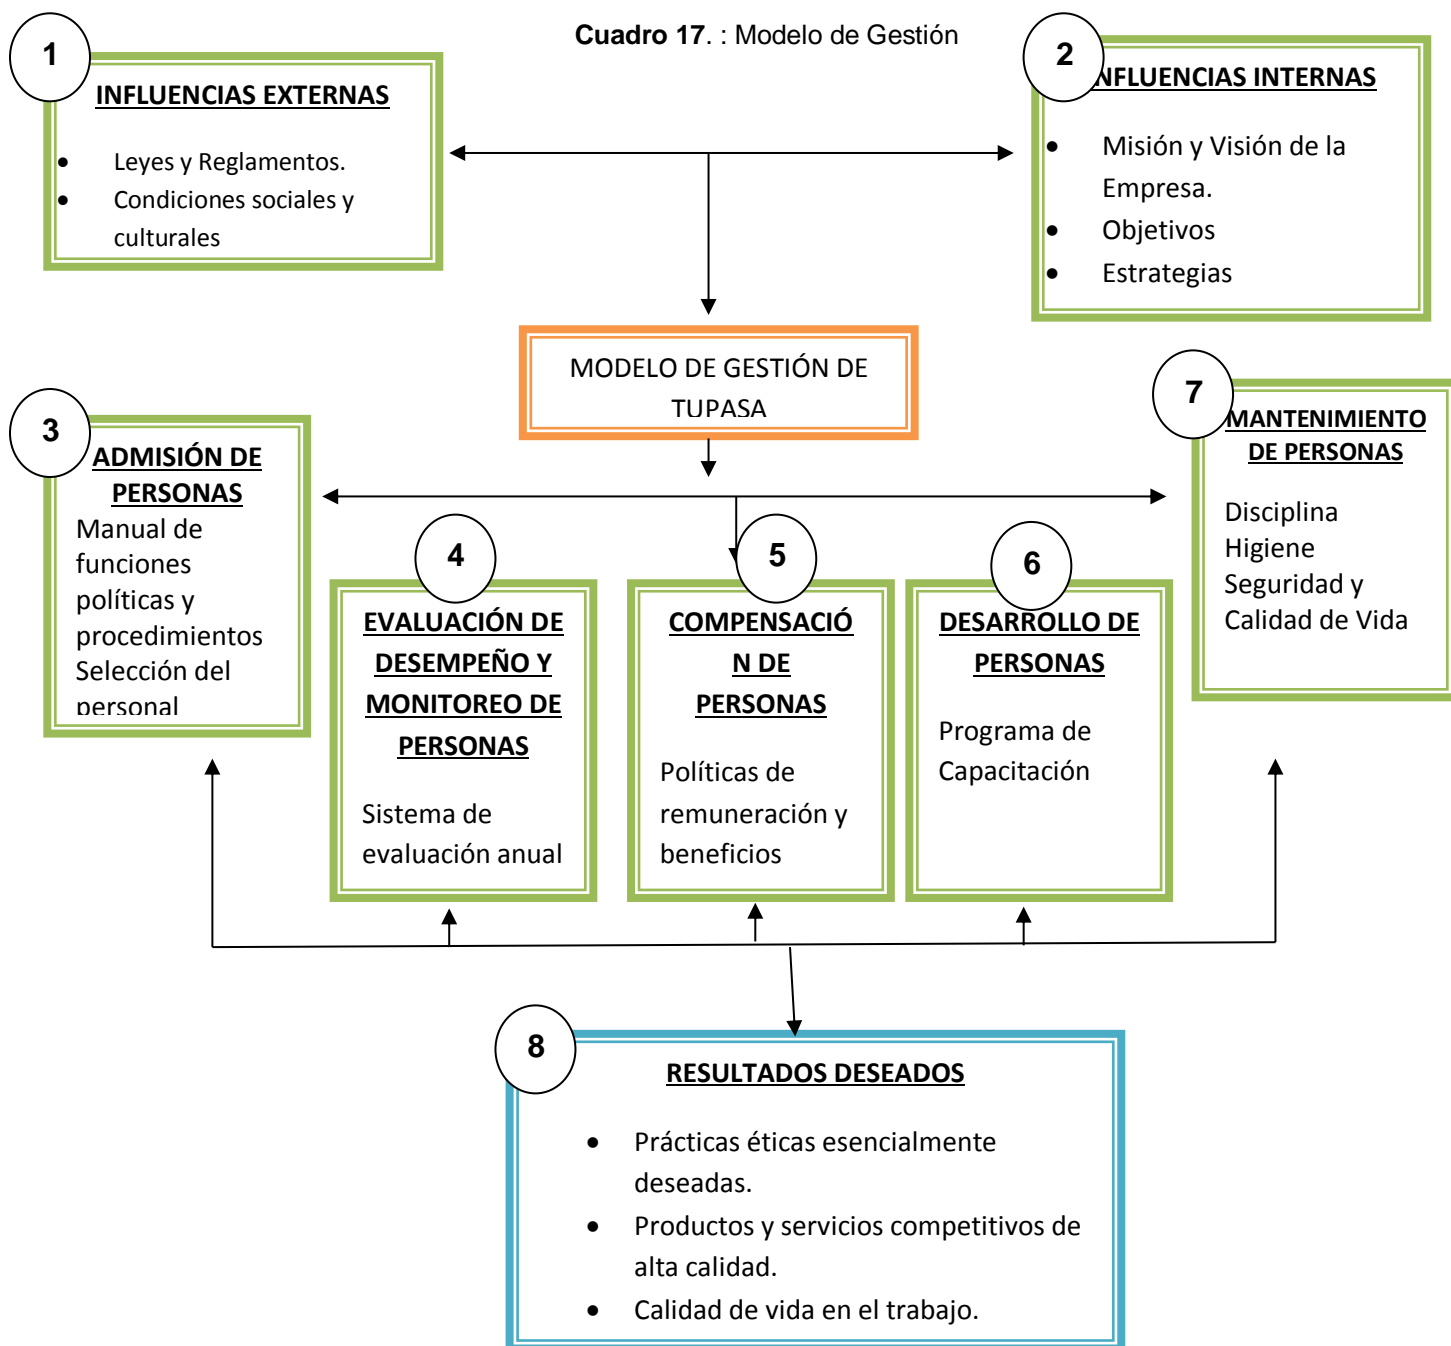 Cuadro 17. : Modelo de Gestión
1
INFLUENCIAS EXTERNAS
• Leyes y Reglamentos.
• Condiciones sociales y
culturales
2
NFLUENCIAS INTERNAS
• Misión y Visión de la
Empresa.
• Objetivos
• Estrategias
MODELO DE GESTIÓN DE
TUPASA
3
ADMISIÓN DE
PERSONAS
Manual de
funciones
políticas y
procedimientos
Selección del
personal
4
EVALUACIÓN DE
DESEMPEÑO Y
MONITOREO DE
PERSONAS
Sistema de
evaluación anual
5
COMPENSACIÓ
N DE
PERSONAS
Políticas de
remuneración y
beneficios
6
DESARROLLO DE
PERSONAS
Programa de
Capacitación
7
MANTENIMIENTO
DE PERSONAS
Disciplina
Higiene
Seguridad y
Calidad de Vida
8
RESULTADOS DESEADOS
• Prácticas éticas esencialmente
deseadas.
• Productos y servicios competitivos de
alta calidad.
• Calidad de vida en el trabajo.